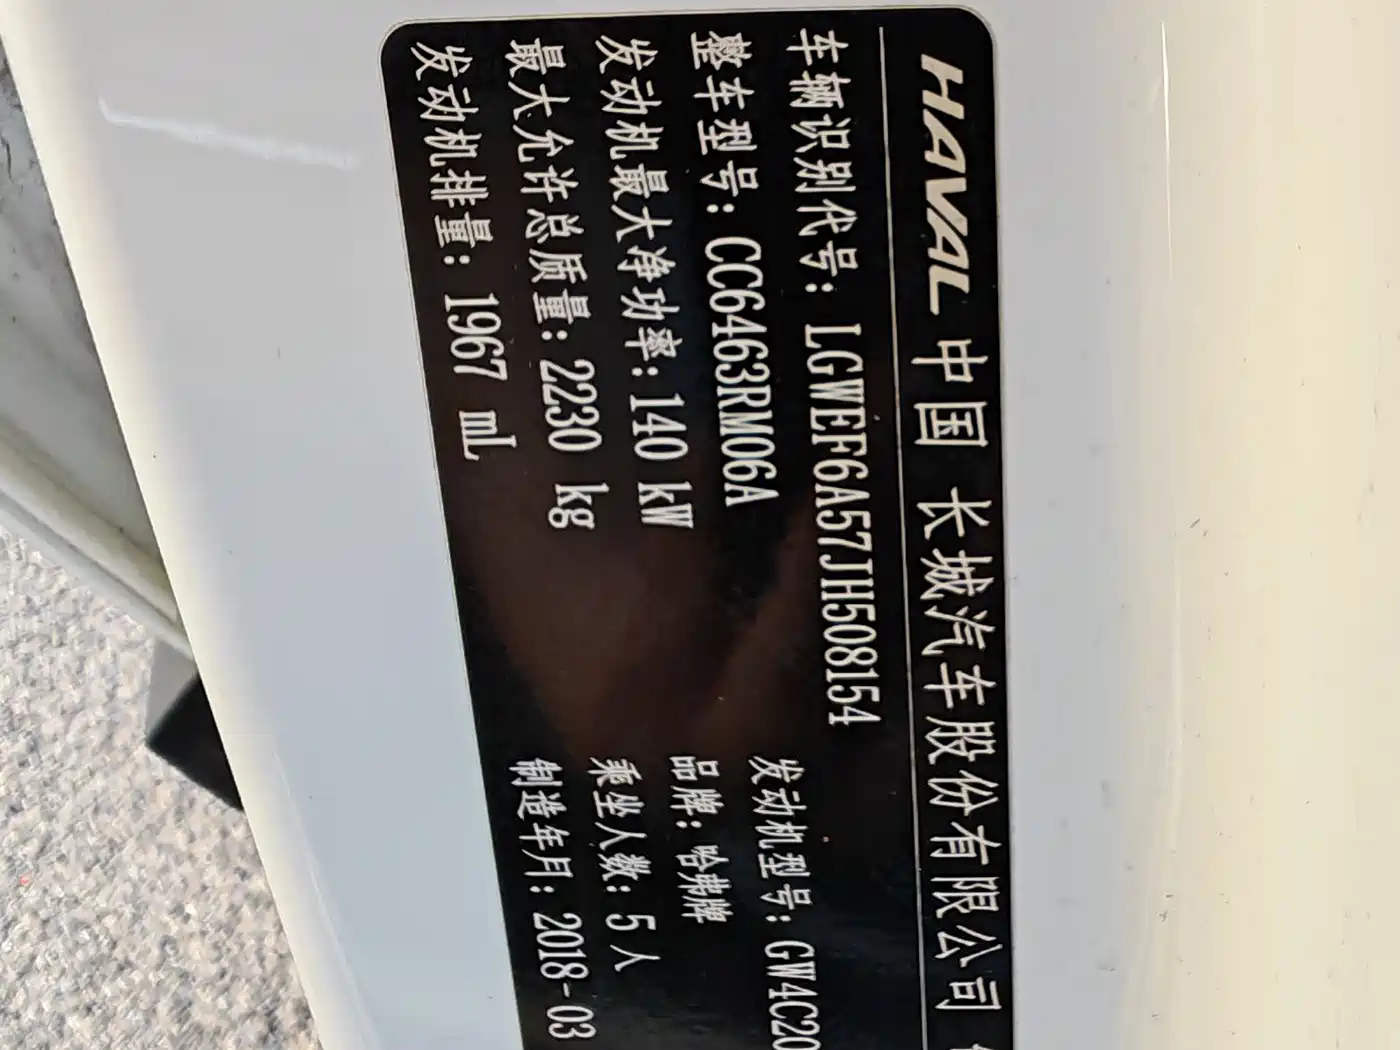 HAVAL 中国 长城汽车股份有限公司
车辆识别代号：LGWEF6A57JH508154
整车型号：CC6463RM06A 发动机型号：GW4C20
发动机最大净功率：140 kW 品牌：哈弗牌
最大允许总质量：2230 kg 乘坐人数：5 人
发动机排量：1967 mL 制造年月：2018-03